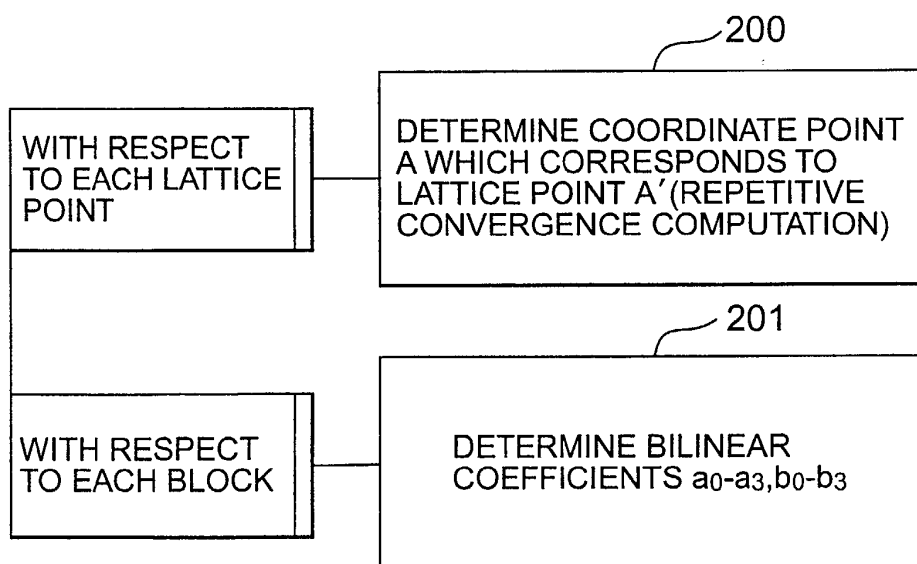 200
WITH RESPECT
TO EACH LATTICE
POINT
DETERMINE COORDINATE POINT
A WHICH CORRESPONDS TO
LATTICE POINT A′(REPETITIVE
CONVERGENCE COMPUTATION)
201
WITH RESPECT
TO EACH BLOCK
DETERMINE BILINEAR
COEFFICIENTS a0-a3,b0-b3